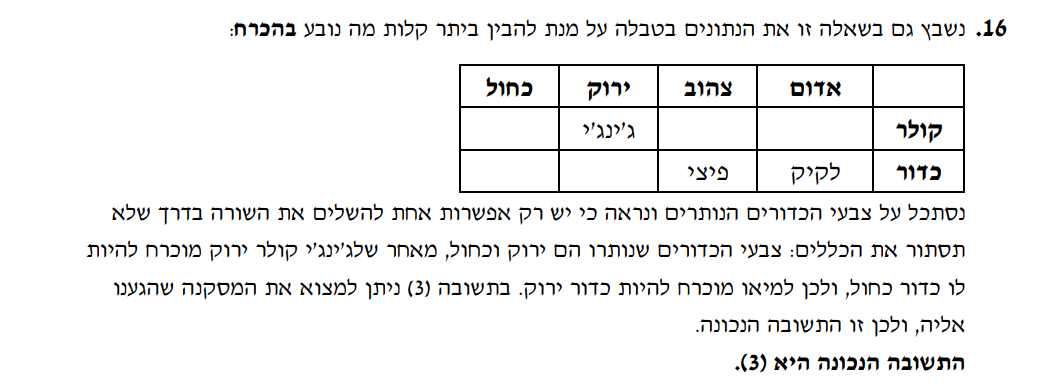 16. נשבץ גם בשאלה זו את הנתונים בטבלה על מנת להבין ביתר קלות מה נובע בהכרח:
אדום צהוב ירוק כחול
קולר ג'ינג'י
כדור לקיק פיצי
נסתכל על צבעי הכדורים הנותרים ונראה כי יש רק אפשרות אחת להשלים את השורה בדרך שלא
תסתור את הכללים: צבעי הכדורים שנותרו הם ירוק וכחול, מאחר שלג'ינג'י קולר ירוק מוכרח להיות
לו כדור כחול, ולכן למיאו מוכרח להיות כדור ירוק. בתשובה (3) ניתן למצוא את המסקנה שהגענו
אליה, ולכן זו התשובה הנכונה.
התשובה הנכונה היא (3).